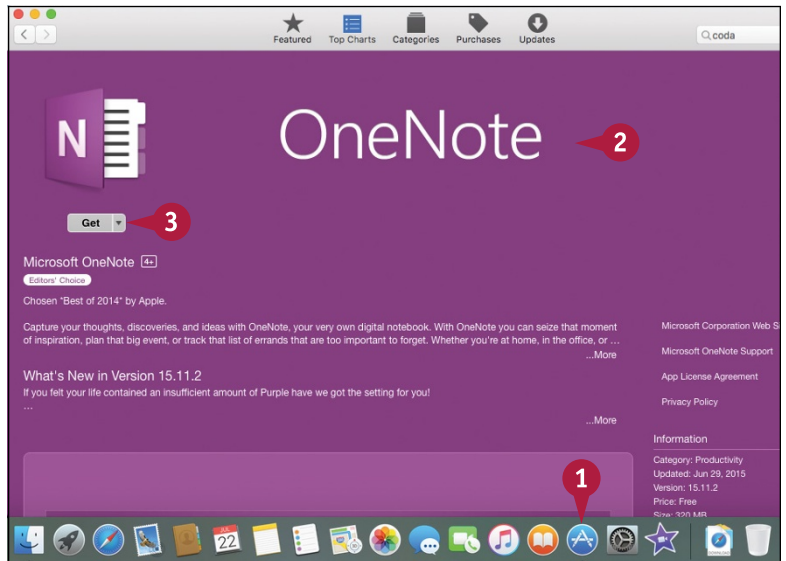 Featured
Top Charts
Categories
Purchases
Updates
coda
N
OneNote
2
Get
3
Microsoft OneNote 4+
Editors' Choice
Chosen "Best of 2014" by Apple.
Capture your thoughts, discoveries, and ideas with OneNote, your very own digital notebook. With OneNote you can seize that moment
of inspiration, plan that big event, or track that list of errands that are too important to forget. Whether you're at home, in the office, or …
...More
What's New in Version 15.11.2
If you felt your life contained an insufficient amount of Purple have we got the setting for you!
…
...More
Microsoft Corporation Web S
Microsoft OneNote Support
App License Agreement
Privacy Policy
Information
Category: Productivity
Updated: Jun 29, 2015
Version: 15.11.2
Price: Free
Size: 320 MB
1
JUL
22